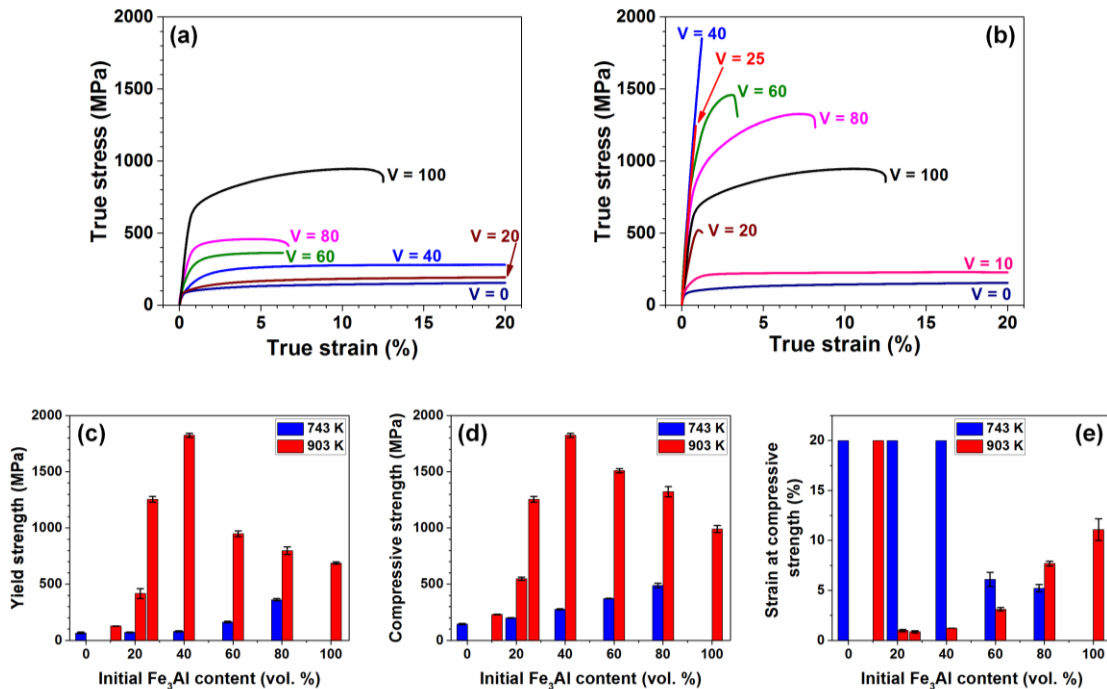 (a)
2000
1500
1000
500
0
True stress (MPa)
V = 100
V = 80
V = 60
V = 20
V = 40
V = 0
0 5 10 15 20
True strain (%)
(b)
2000
1500
1000
500
0
True stress (MPa)
V = 40
V = 25
V = 60
V = 80
V = 100
V = 20
V = 10
V = 0
0 5 10 15 20
True strain (%)
(c)
743 K
903 K
2000
1500
1000
500
0
Yield strength (MPa)
0 20 40 60 80 100
Initial Fe₃Al content (vol. %)
(d)
743 K
903 K
2000
1500
1000
500
0
Compressive strength (MPa)
0 20 40 60 80 100
Initial Fe₃Al content (vol. %)
743 K
903 K
(e)
20
15
10
5
0
Strain at compressive
strength (%)
0 20 40 60 80 100
Initial Fe₃Al content (vol. %)